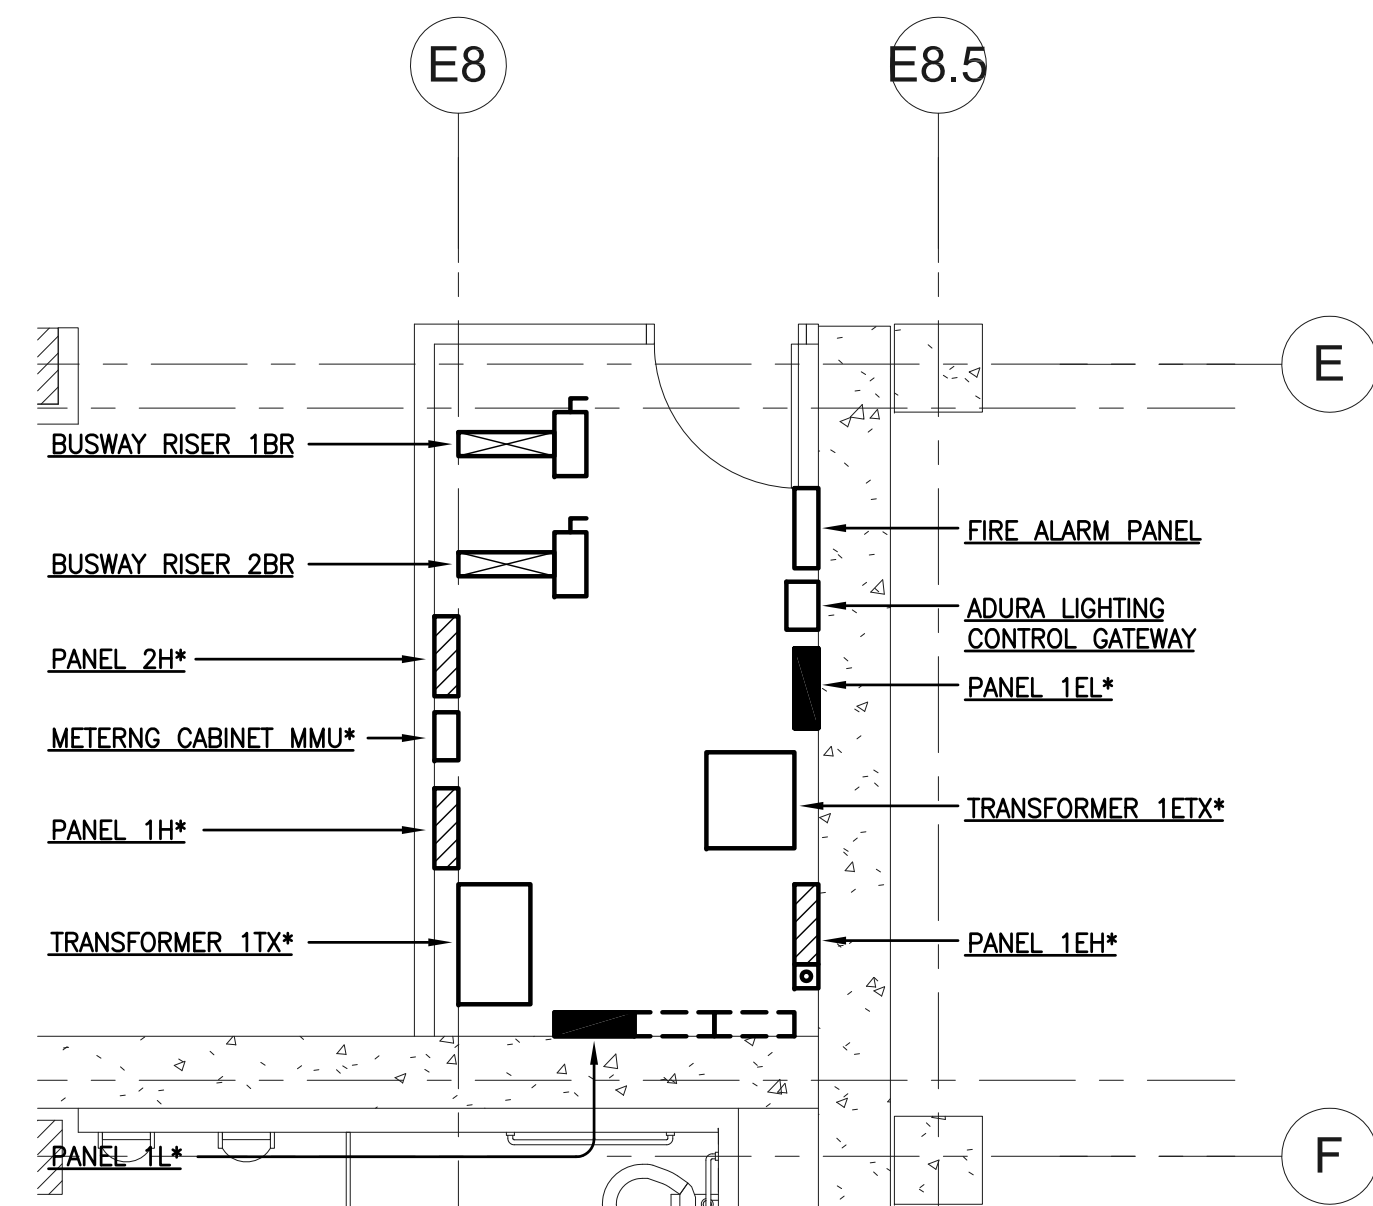 E8
E8.5
E
BUSWAY RISER 1BR
BUSWAY RISER 2BR
PANEL 2H*
METERNG CABINET MMU*
PANEL 1H*
TRANSFORMER 1TX*
PANEL 1L*
FIRE ALARM PANEL
ADURA LIGHTING
CONTROL GATEWAY
PANEL 1EL*
TRANSFORMER 1ETX*
PANEL 1EH*
F